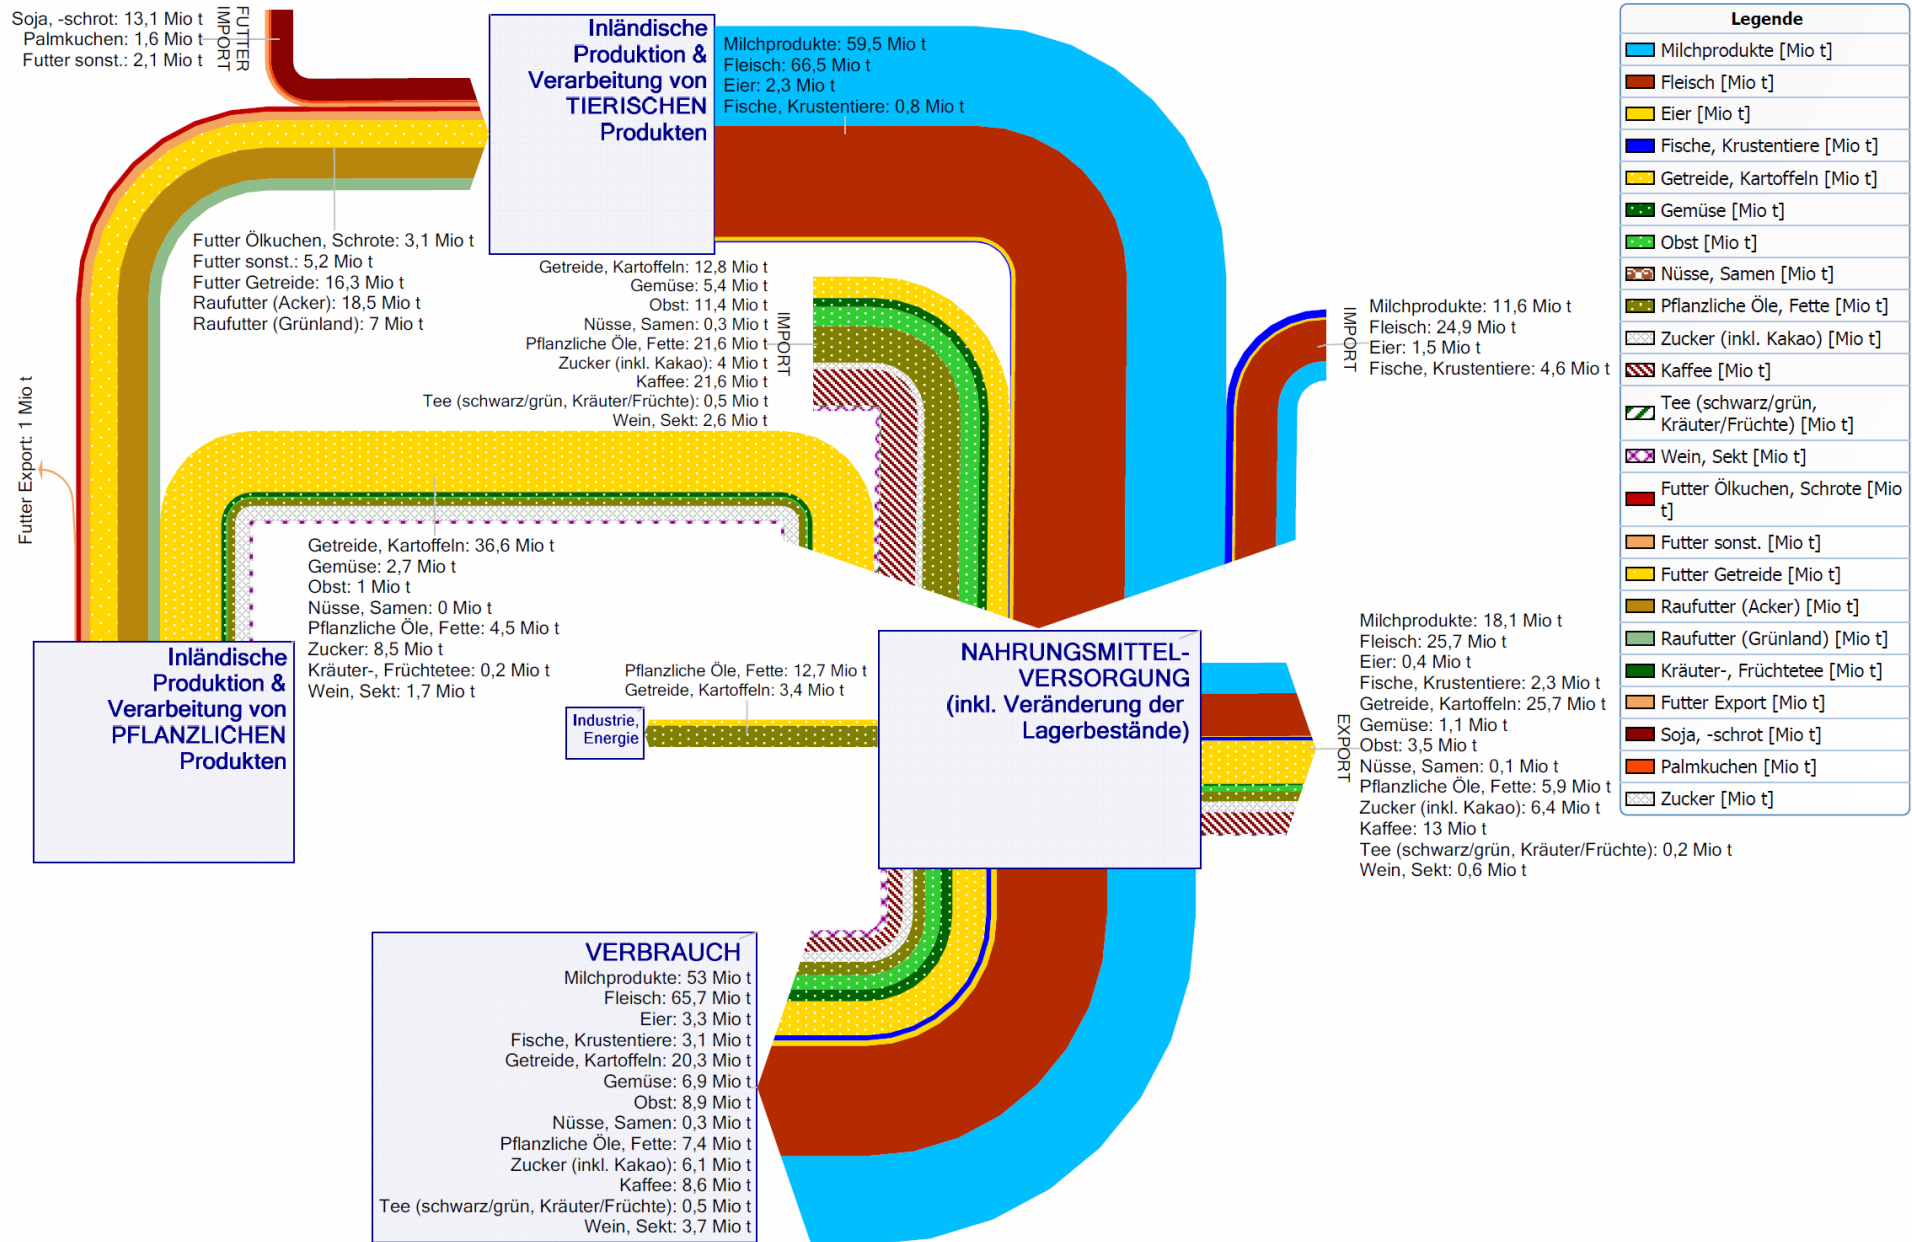 Soja, -schrot: 13,1 Mio t
Palmkuchen: 1,6 Mio t
Futter sonst.: 2,1 Mio t
FUTTER
IMPORT
Inländische
Produktion &
Verarbeitung von
TIERISCHEN
Produkten
Milchprodukte: 59,5 Mio t
Fleisch: 66,5 Mio t
Eier: 2,3 Mio t
Fische, Krustentiere: 0,8 Mio t
Futter Ölkuchen, Schrote: 3,1 Mio t
Futter sonst.: 5,2 Mio t
Futter Getreide: 16,3 Mio t
Raufutter (Acker): 18,5 Mio t
Raufutter (Grünland): 7 Mio t
Getreide, Kartoffeln: 12,8 Mio t
Gemüse: 5,4 Mio t
Obst: 11,4 Mio t
Nüsse, Samen: 0,3 Mio t
Pflanzliche Öle, Fette: 21,6 Mio t
Zucker (inkl. Kakao): 4 Mio t
Kaffee: 21,6 Mio t
Tee (schwarz/grün, Kräuter/Früchte): 0,5 Mio t
Wein, Sekt: 2,6 Mio t
IMPORT
IMPORT
Milchprodukte: 11,6 Mio t
Fleisch: 24,9 Mio t
Eier: 1,5 Mio t
Fische, Krustentiere: 4,6 Mio t
Futter Export: 1 Mio t
Getreide, Kartoffeln: 36,6 Mio t
Gemüse: 2,7 Mio t
Obst: 1 Mio t
Nüsse, Samen: 0 Mio t
Pflanzliche Öle, Fette: 4,5 Mio t
Zucker: 8,5 Mio t
Kräuter-, Früchtetee: 0,2 Mio t
Wein, Sekt: 1,7 Mio t
Inländische
Produktion &
Verarbeitung von
PFLANZLICHEN
Produkten
Pflanzliche Öle, Fette: 12,7 Mio t
Getreide, Kartoffeln: 3,4 Mio t
Industrie,
Energie
NAHRUNGSMITTEL-
VERSORGUNG
(inkl. Veränderung der
Lagerbestände)
EXPORT
Milchprodukte: 18,1 Mio t
Fleisch: 25,7 Mio t
Eier: 0,4 Mio t
Fische, Krustentiere: 2,3 Mio t
Getreide, Kartoffeln: 25,7 Mio t
Gemüse: 1,1 Mio t
Obst: 3,5 Mio t
Nüsse, Samen: 0,1 Mio t
Pflanzliche Öle, Fette: 5,9 Mio t
Zucker (inkl. Kakao): 6,4 Mio t
Kaffee: 13 Mio t
Tee (schwarz/grün, Kräuter/Früchte): 0,2 Mio t
Wein, Sekt: 0,6 Mio t
VERBRAUCH
Milchprodukte: 53 Mio t
Fleisch: 65,7 Mio t
Eier: 3,3 Mio t
Fische, Krustentiere: 3,1 Mio t
Getreide, Kartoffeln: 20,3 Mio t
Gemüse: 6,9 Mio t
Obst: 8,9 Mio t
Nüsse, Samen: 0,3 Mio t
Pflanzliche Öle, Fette: 7,4 Mio t
Zucker (inkl. Kakao): 6,1 Mio t
Kaffee: 8,6 Mio t
Tee (schwarz/grün, Kräuter/Früchte): 0,5 Mio t
Wein, Sekt: 3,7 Mio t
Legende
Milchprodukte [Mio t]
Fleisch [Mio t]
Eier [Mio t]
Fische, Krustentiere [Mio t]
Getreide, Kartoffeln [Mio t]
Gemüse [Mio t]
Obst [Mio t]
Nüsse, Samen [Mio t]
Pflanzliche Öle, Fette [Mio t]
Zucker (inkl. Kakao) [Mio t]
Kaffee [Mio t]
Tee (schwarz/grün,
Kräuter/Früchte) [Mio t]
Wein, Sekt [Mio t]
Futter Ölkuchen, Schrote [Mio
t]
Futter sonst. [Mio t]
Futter Getreide [Mio t]
Raufutter (Acker) [Mio t]
Raufutter (Grünland) [Mio t]
Kräuter-, Früchtetee [Mio t]
Futter Export [Mio t]
Soja, -schrot [Mio t]
Palmkuchen [Mio t]
Zucker [Mio t]